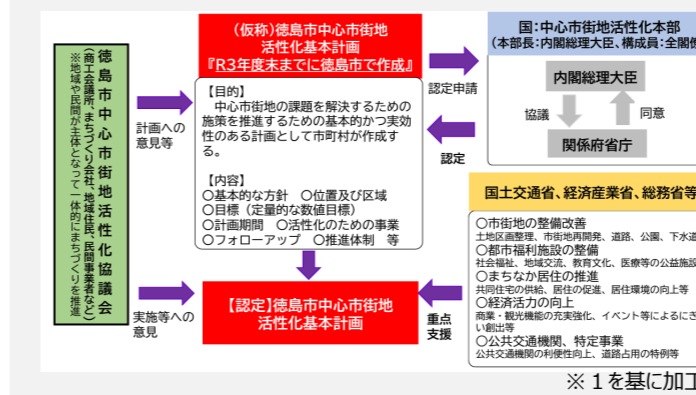 徳島市中心市街地活性化協議会
(商工会議所、まちづくり会社、地域住民、民間事業者など)
※地域や民間が主体となって一体的にまちづくりを推進
計画への
意見等
実施等への
意見
(仮称)徳島市中心市街地
活性化基本計画
『R3年度末までに徳島市で作成』
【目的】
中心市街地の課題を解決するための
施策を推進するための基本的かつ実効
性のある計画として市町村が作成す
る。
【内容】
○基本的な方針 ○位置及び区域
○目標(定量的な数値目標)
○計画期間 ○活性化のための事業
○フォローアップ ○推進体制 等
【認定】徳島市中心市街地
活性化基本計画
認定申請
認定
重点
支援
国:中心市街地活性化本部
(本部長:内閣総理大臣、構成員:全閣僚
内閣総理大臣
協議
同意
関係府省庁
国土交通省、経済産業省、総務省等
○市街地の整備改善
土地区画整理、市街地再開発、道路、公園、下水道
○都市福利施設の整備
社会福祉、地域交流、教育文化、医療等の公益施設
○まちなか居住の推進
共同住宅の供給、居住の促進、居住環境の向上等
○経済活力の向上
商業・観光機能の充実強化、イベント等によるにぎ
い創出等
○公共交通機関、特定事業
公共交通機関の利便性向上、道路占用の特例等
※1を基に加工